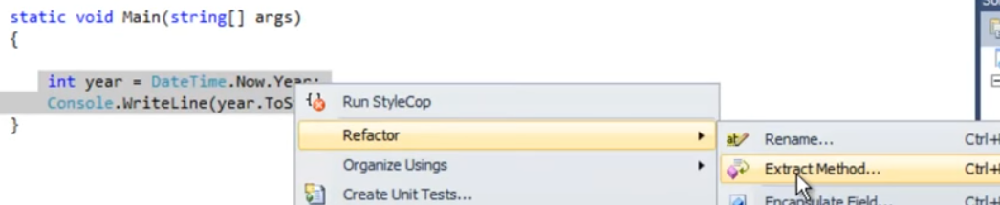 static void Main(string[] args)
{
int year = DateTime.Now.Year;
Console.WriteLine(year.ToS
}
Run StyleCop
Refactor
Organize Usings
Create Unit Tests...
Rename... Ctrl+
Extract Method... Ctrl+
Encapsulate Field... Ctrl+